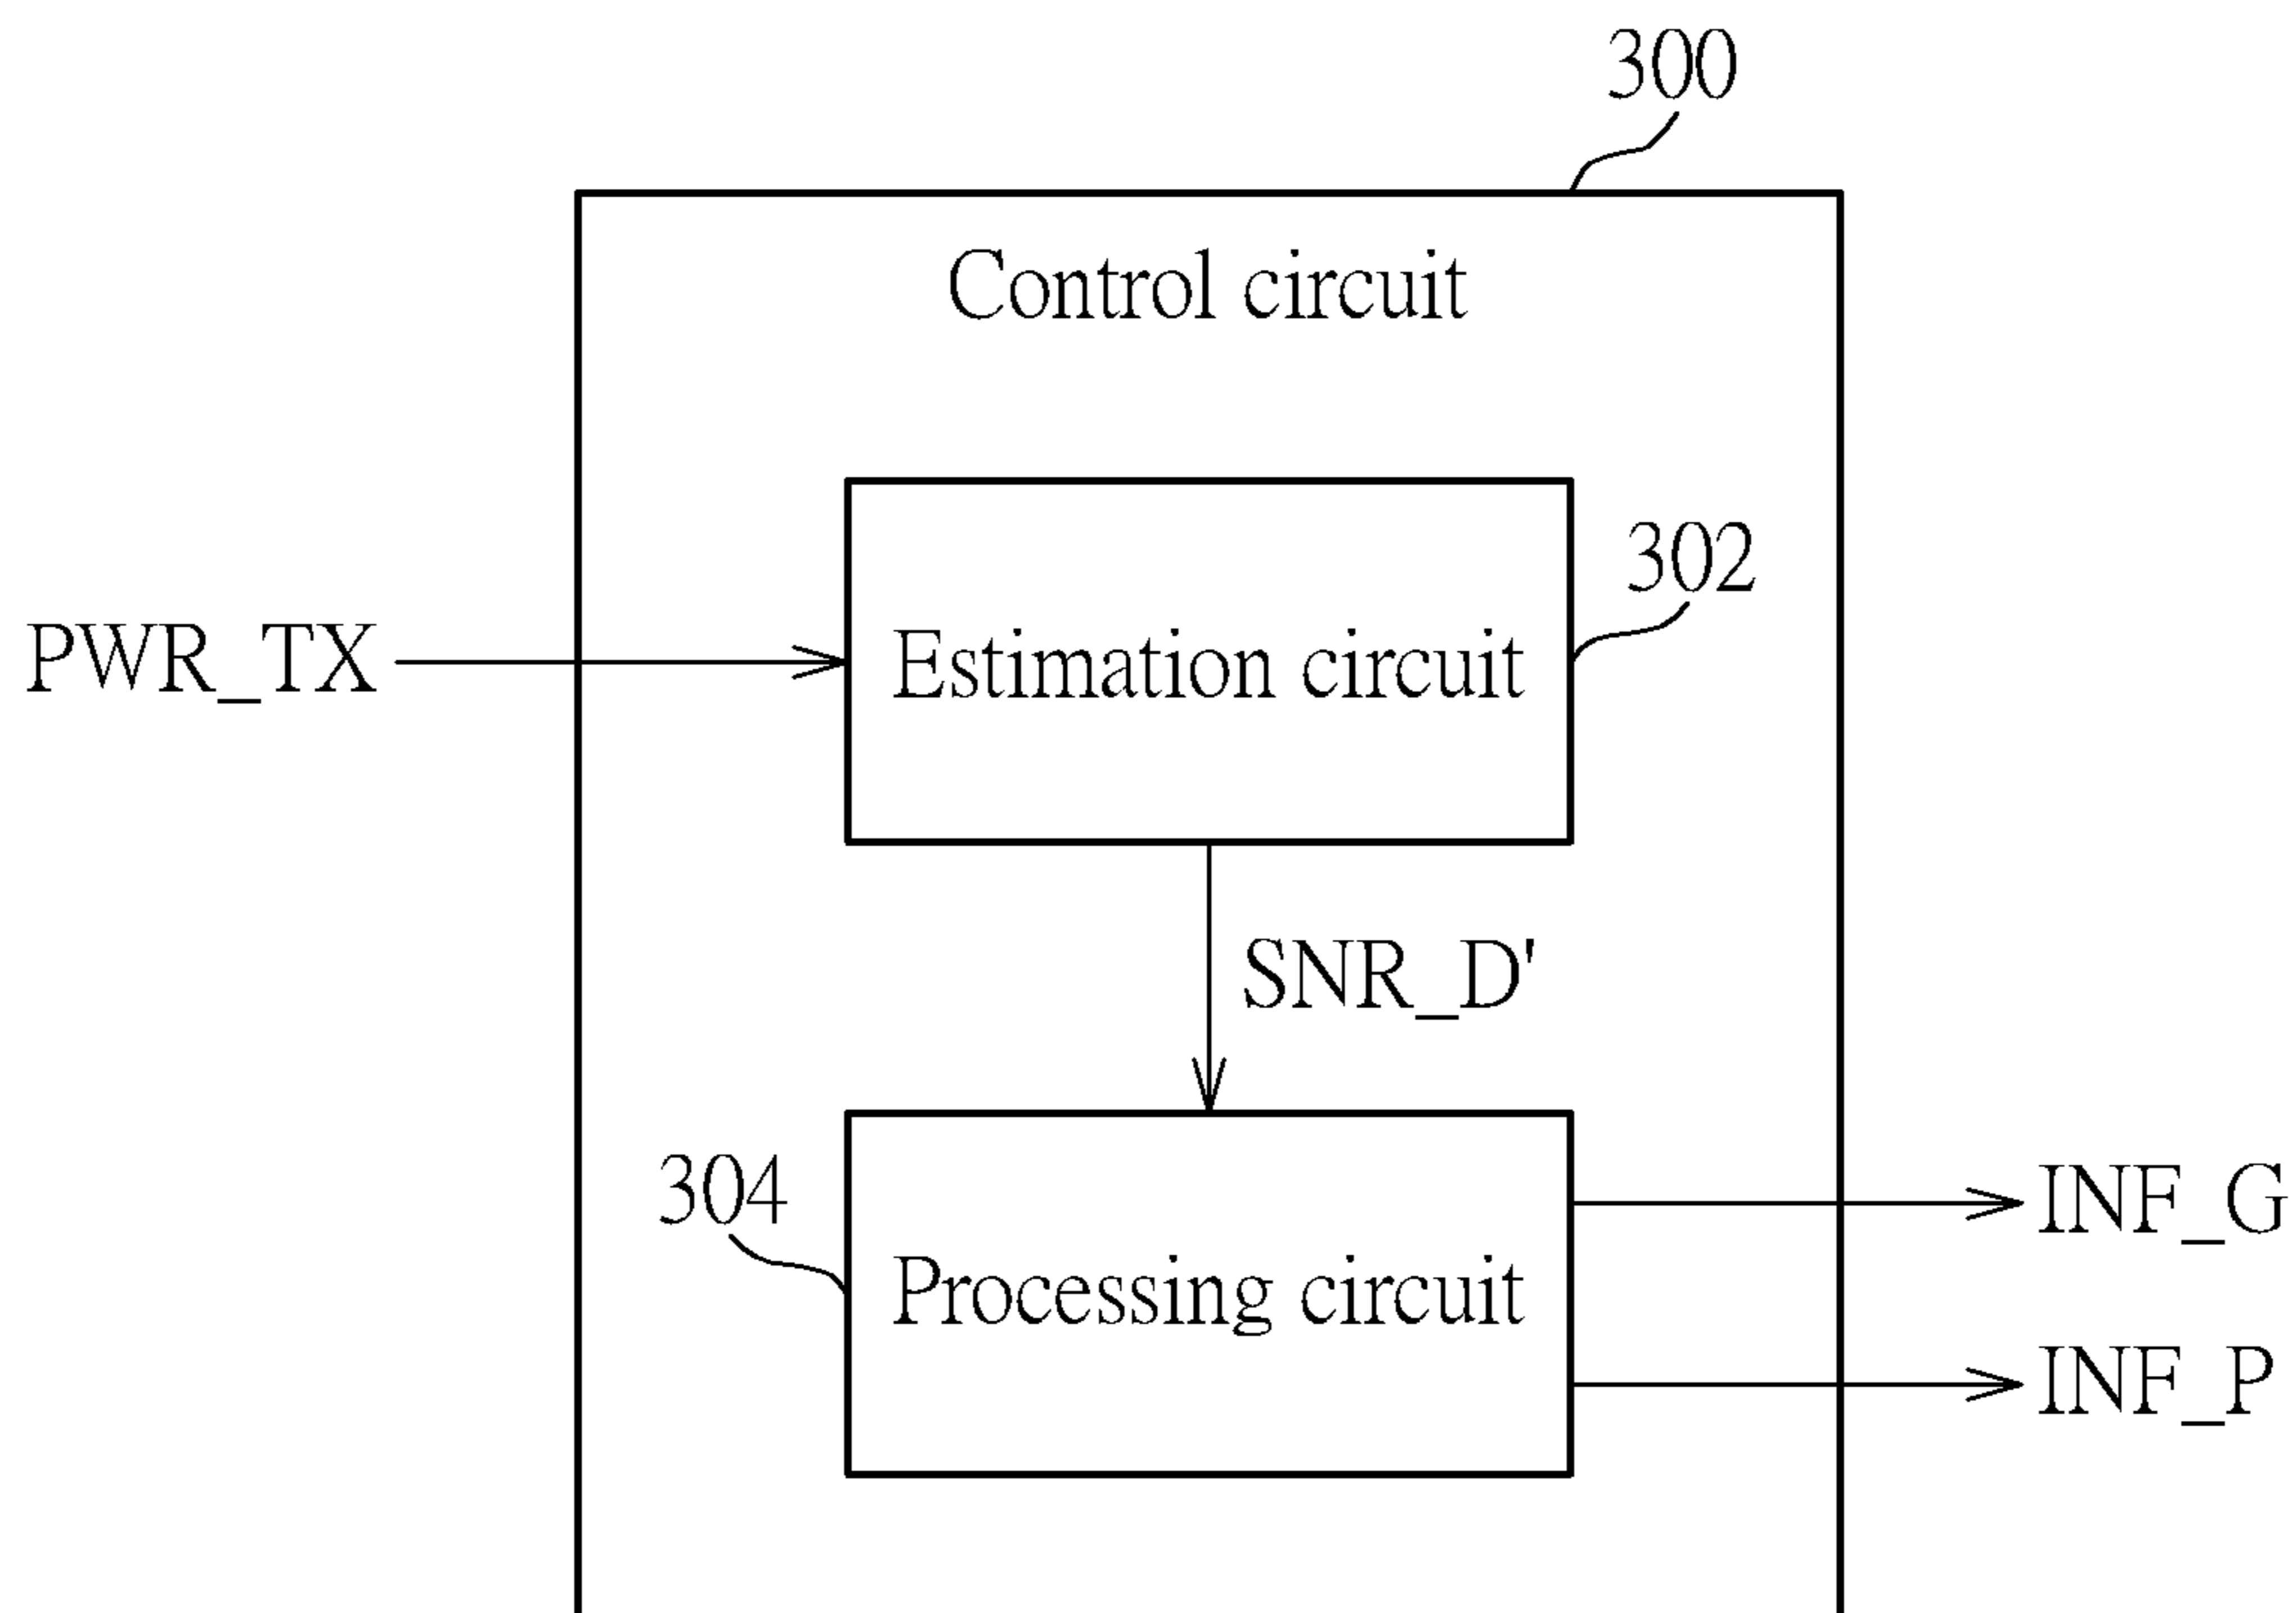 300
Control circuit
302
PWR_TX
Estimation circuit
SNR_D'
304
INF_G
Processing circuit
INF_P